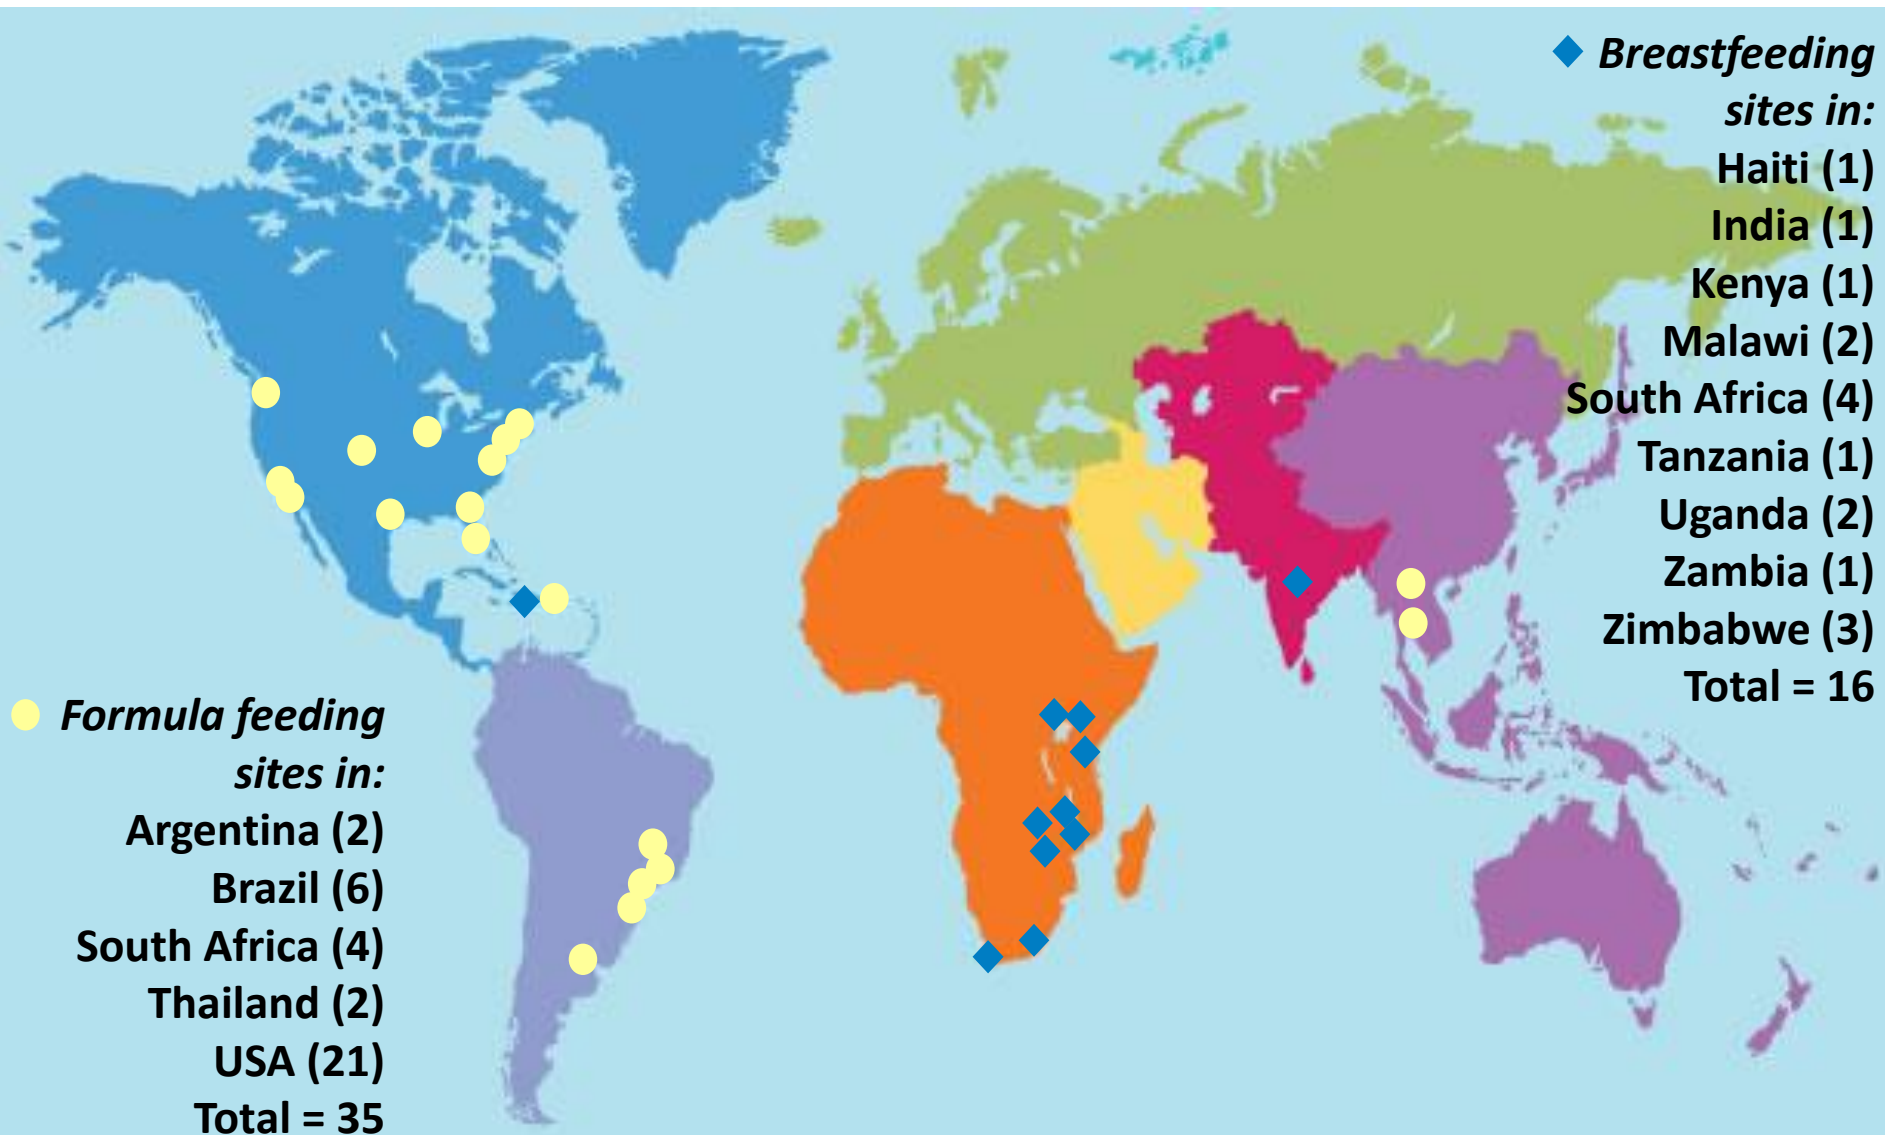 Breastfeeding
sites in:
Haiti (1)
India (1)
Kenya (1)
Malawi (2)
South Africa (4)
Tanzania (1)
Uganda (2)
Zambia (1)
Zimbabwe (3)
Total = 16
Formula feeding
sites in:
Argentina (2)
Brazil (6)
South Africa (4)
Thailand (2)
USA (21)
Total = 35